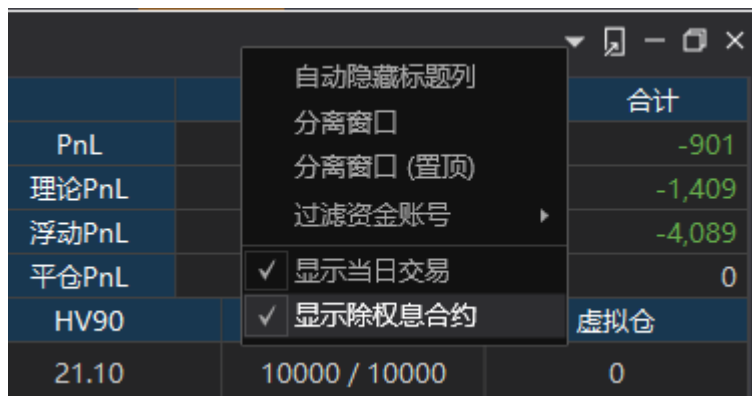 自动隐藏标题列
分离窗口
分离窗口 (置顶)
过滤资金账号
✓ 显示当日交易
✓ 显示除权息合约
合计
PnL -901
理论PnL -1,409
浮动PnL -4,089
平仓PnL 0
HV90 虚拟仓
21.10 10000 / 10000 0